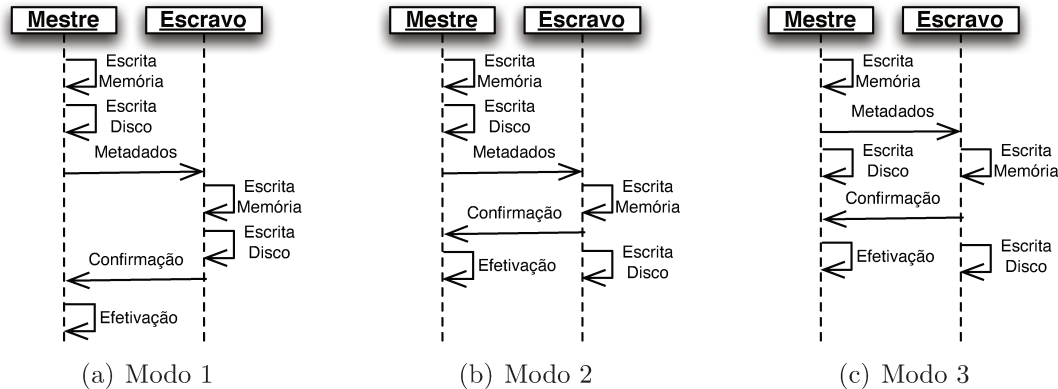 Mestre
Escravo
Escrita
Memória
Escrita
Disco
Metadados
Escrita
Memória
Escrita
Disco
Confirmação
Efetivação
(a) Modo 1
Mestre
Escravo
Escrita
Memória
Escrita
Disco
Metadados
Escrita
Memória
Confirmação
Efetivação
Escrita
Disco
(b) Modo 2
Mestre
Escravo
Escrita
Memória
Metadados
Escrita
Disco
Escrita
Memória
Confirmação
Efetivação
Escrita
Disco
(c) Modo 3